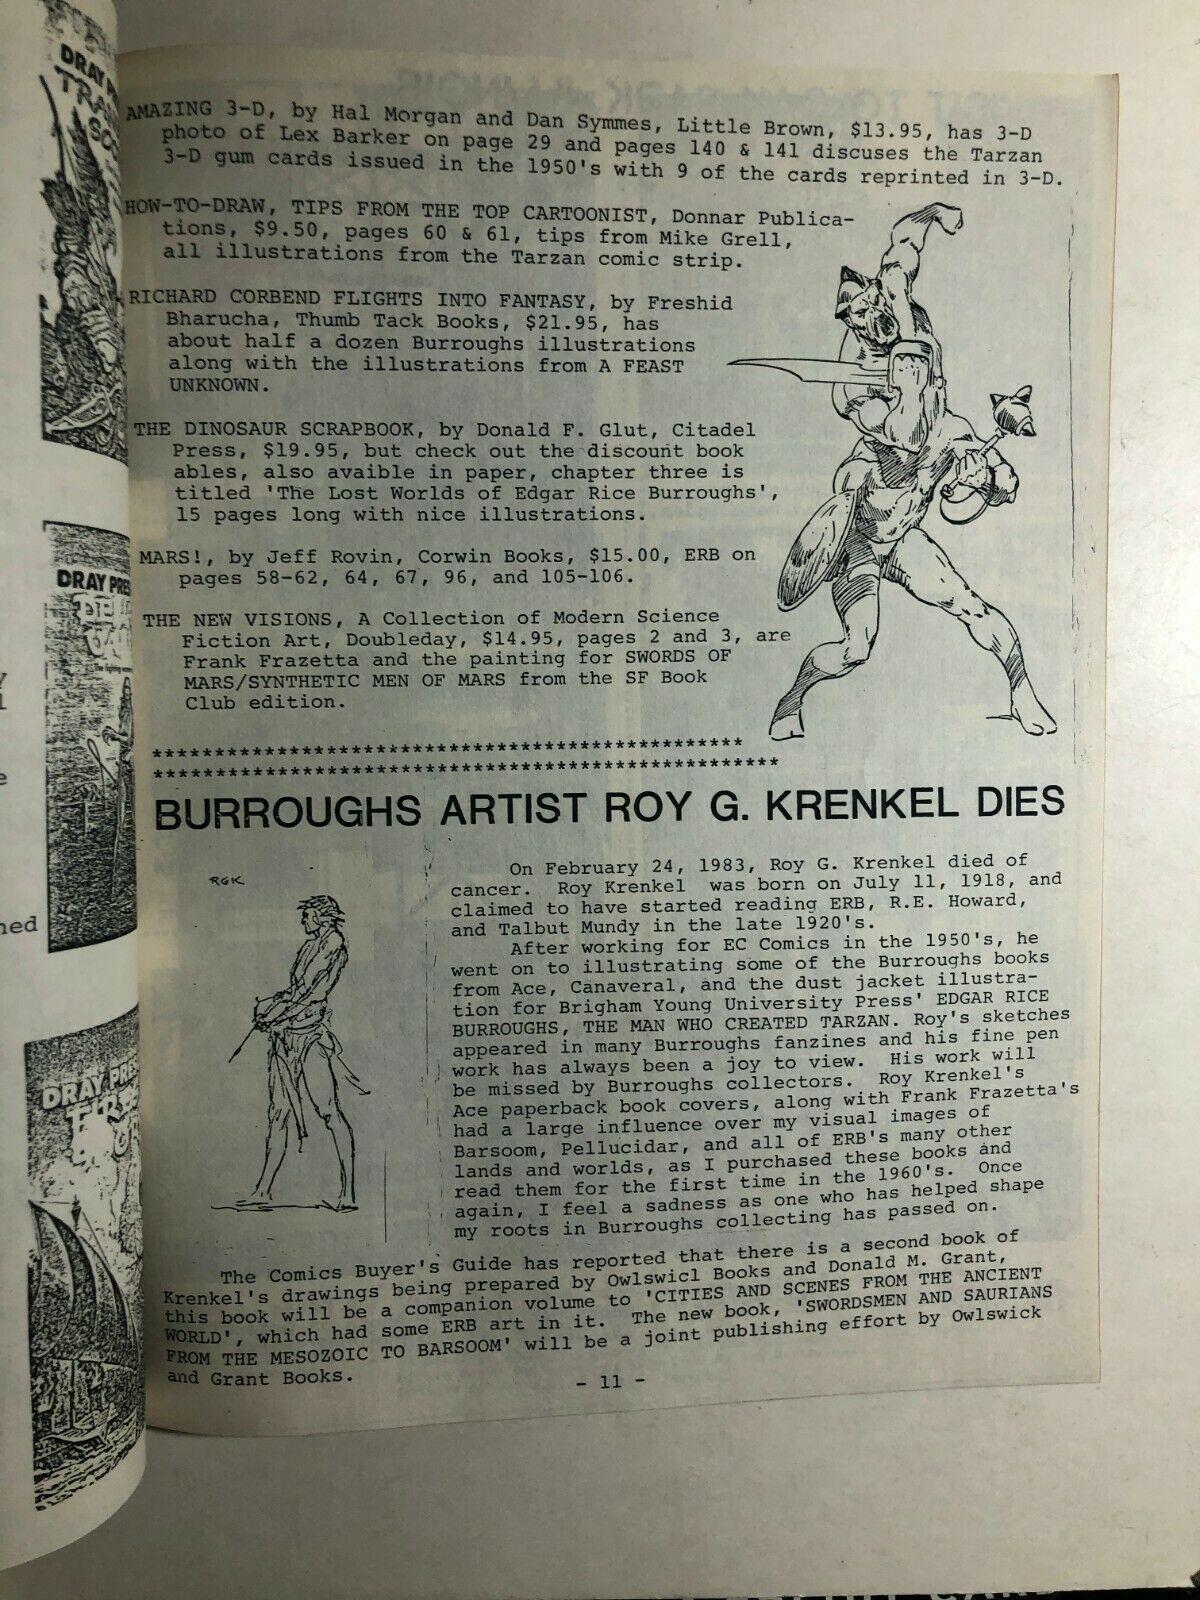 AMAZING 3-D, by Hal Morgan and Dan Symmes, Little Brown, $13.95, has 3-D
photo of Lex Barker on page 29 and pages 140 & 141 discuses the Tarzan
3-D gum cards issued in the 1950's with 9 of the cards reprinted in 3-D.
HOW-TO-DRAW, TIPS FROM THE TOP CARTOONIST, Donnar Publica-
tions, $9.50, pages 60 & 61, tips from Mike Grell,
all illustrations from the Tarzan comic strip.
RICHARD CORBEND FLIGHTS INTO FANTASY, by Freshid
Bharucha, Thumb Tack Books, $21.95, has
about half a dozen Burroughs illustrations
along with the illustrations from A FEAST
UNKNOWN.
THE DINOSAUR SCRAPBOOK, by Donald F. Glut, Citadel
Press, $19.95, but check out the discount book
ables, also avaible in paper, chapter three is
titled 'The Lost Worlds of Edgar Rice Burroughs',
15 pages long with nice illustrations.
MARS!, by Jeff Rovin, Corwin Books, $15.00, ERB on
pages 58-62, 64, 67, 96, and 105-106.
THE NEW VISIONS, A Collection of Modern Science
Fiction Art, Doubleday, $14.95, pages 2 and 3, are
Frank Frazetta and the painting for SWORDS OF
MARS/SYNTHETIC MEN OF MARS from the SF Book
Club edition.
************************************************
**************************************************
BURROUGHS ARTIST ROY G. KRENKEL DIES
RGK
On February 24, 1983, Roy G. Krenkel died of
cancer. Roy Krenkel was born on July 11, 1918, and
claimed to have started reading ERB, R.E. Howard,
and Talbut Mundy in the late 1920's.
After working for EC Comics in the 1950's, he
went on to illustrating some of the Burroughs books
from Ace, Canaveral, and the dust jacket illustra-
tion for Brigham Young University Press' EDGAR RICE
BURROUGHS, THE MAN WHO CREATED TARZAN. Roy's sketches
appeared in many Burroughs fanzines and his fine pen
work has always been a joy to view. His work will
be missed by Burroughs collectors. Roy Krenkel's
Ace paperback book covers, along with Frank Frazetta's
had a large influence over my visual images of
Barsoom, Pellucidar, and all of ERB's many other
lands and worlds, as I purchased these books and
read them for the first time in the 1960's. Once
again, I feel a sadness as one who has helped shape
my roots in Burroughs collecting has passed on.
The Comics Buyer's Guide has reported that there is a second book of
Krenkel's drawings being prepared by Owlswicl Books and Donald M. Grant,
this book will be a companion volume to 'CITIES AND SCENES FROM THE ANCIENT
WORLD', which had some ERB art in it. The new book, 'SWORDSMEN AND SAURIANS
FROM THE MESOZOIC TO BARSOOM' will be a joint publishing effort by Owlswick
and Grant Books.
- 11 -
DRAY
DRAY PRE
DRAY PRE